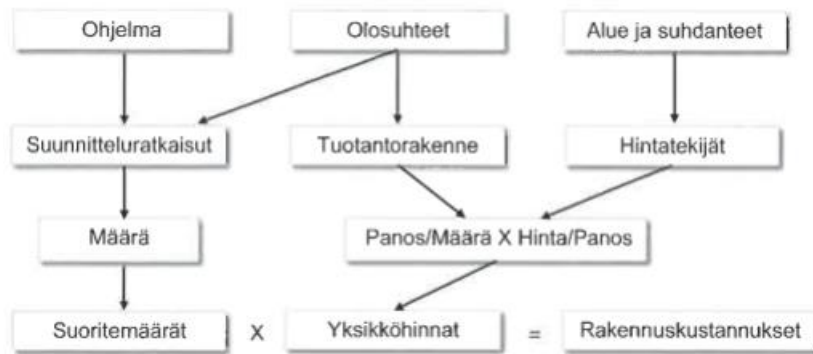 Ohjelma
Olosuhteet
Alue ja suhdanteet
Suunnitteluratkaisut
Tuotantorakenne
Hintatekijät
Määrä
Panos/Määrä X Hinta/Panos
Suoritemäärät X Yksikköhinnat = Rakennuskustannukset